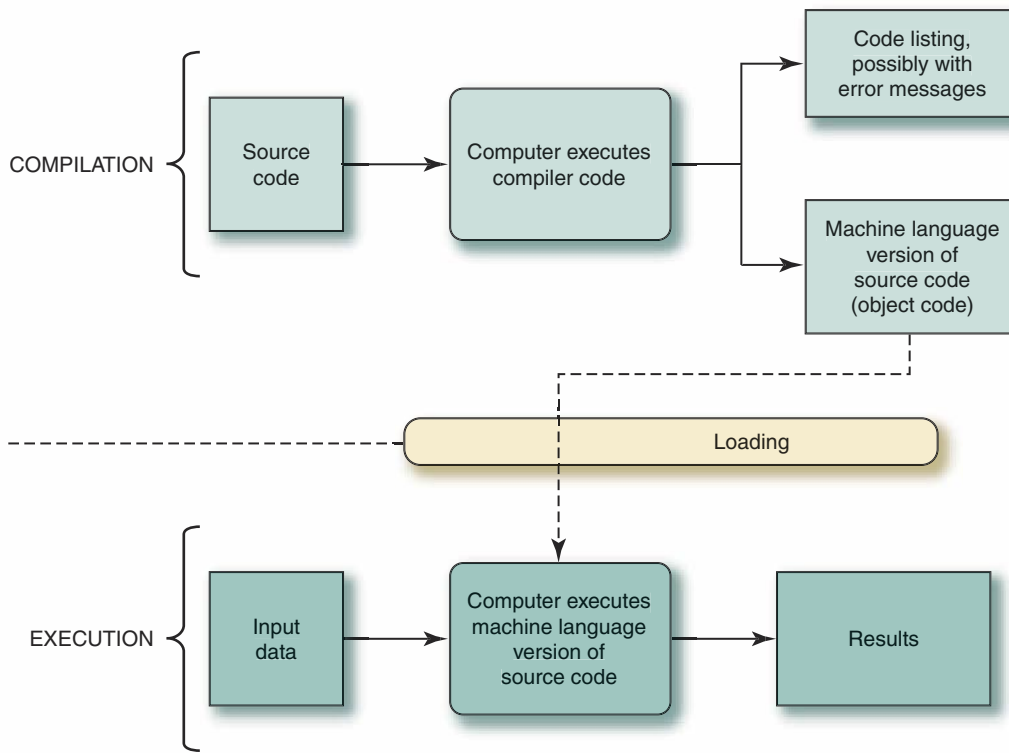 COMPILATION
Source
code
Computer executes
compiler code
Code listing,
possibly with
error messages
Machine language
version of
source code
(object code)
Loading
EXECUTION
Input
data
Computer executes
machine language
version of
source code
Results